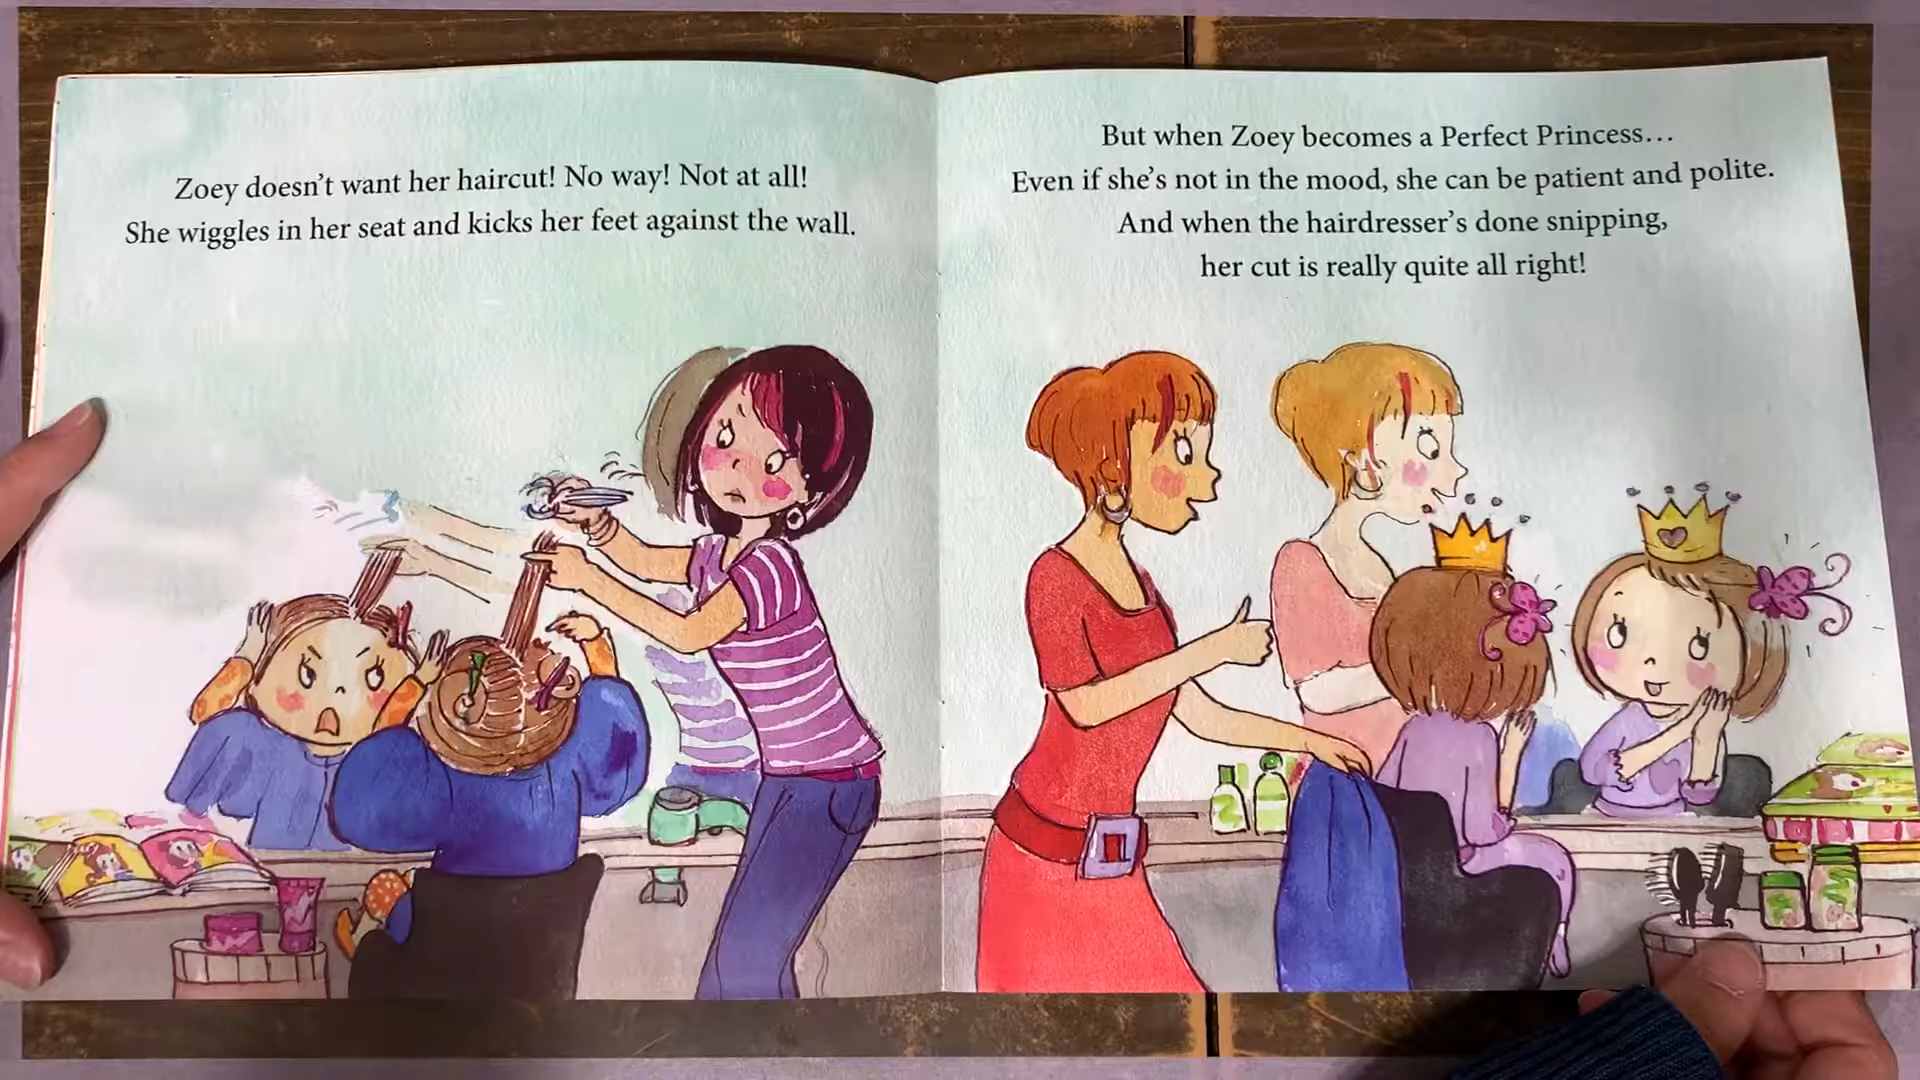 Zoey doesn't want her haircut! No way! Not at all!
She wiggles in her seat and kicks her feet against the wall.
But when Zoey becomes a Perfect Princess...
Even if she's not in the mood, she can be patient and polite.
And when the hairdresser's done snipping,
her cut is really quite all right!